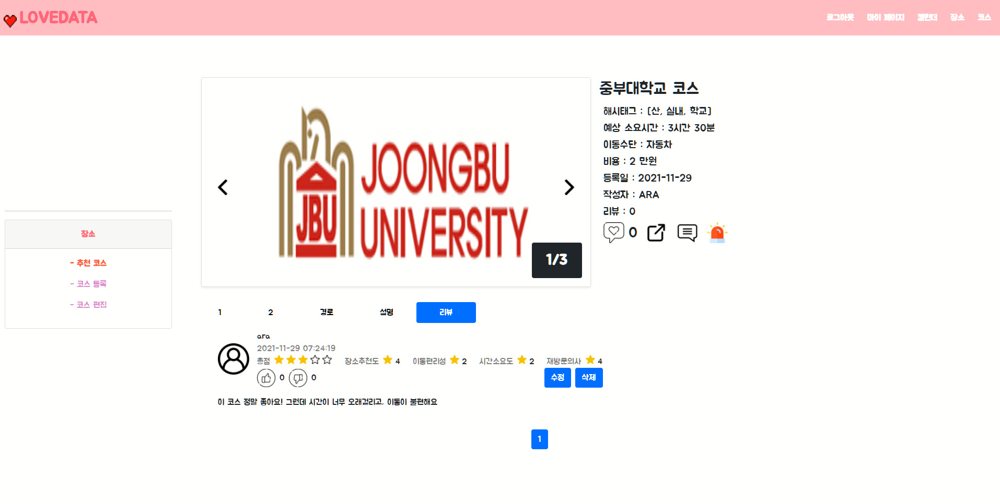 LOVEDATA
로그아웃 마이 페이지 캘린더 장소 코스
중부대학교 코스
해시태그 : [산, 실내, 학교]
예상 소요시간 : 3시간 30분
이동수단 : 자동차
비용 : 2 만원
등록일 : 2021-11-29
작성자 : ARA
리뷰 : 0
0
JOONGBU
UNIVERSITY
JBU
1/3
장소
- 추천 코스
- 코스 등록
- 코스 편집
1 2 경로 설명 리뷰
ara
2021-11-29 07:24:19
총점 장소추천도 4 이동편리성 2 시간소요도 2 재방문의사 4
0 0 수정 삭제
이 코스 정말 좋아요! 그런데 시간이 너무 오래걸리고, 이동이 불편해요
1